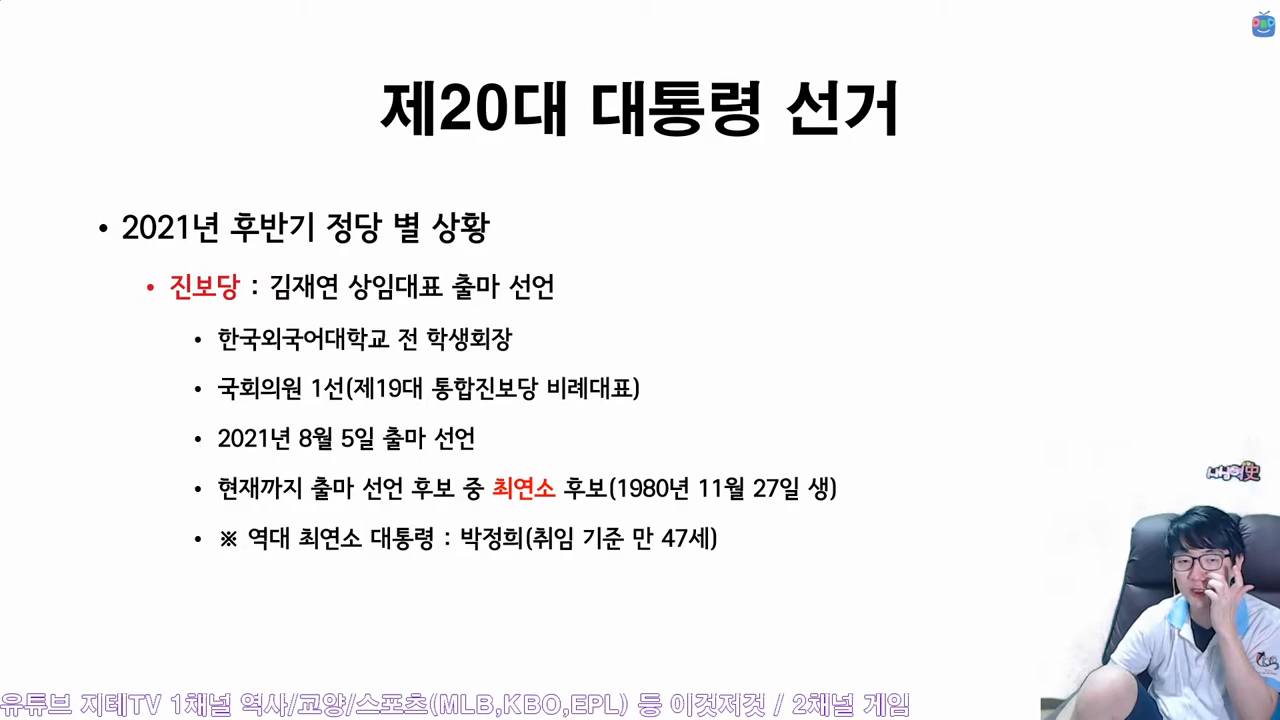 제20대 대통령 선거
• 2021년 후반기 정당 별 상황
• 진보당 : 김재연 상임대표 출마 선언
• 한국외국어대학교 전 학생회장
• 국회의원 1선(제19대 통합진보당 비례대표)
• 2021년 8월 5일 출마 선언
• 현재까지 출마 선언 후보 중 최연소 후보(1980년 11월 27일 생)
• ※ 역대 최연소 대통령 : 박정희(취임 기준 만 47세)
유튜브 지테TV 1채널 역사/교양/스포츠(MLB,KBO,EPL) 등 이것저것 / 2채널 게임